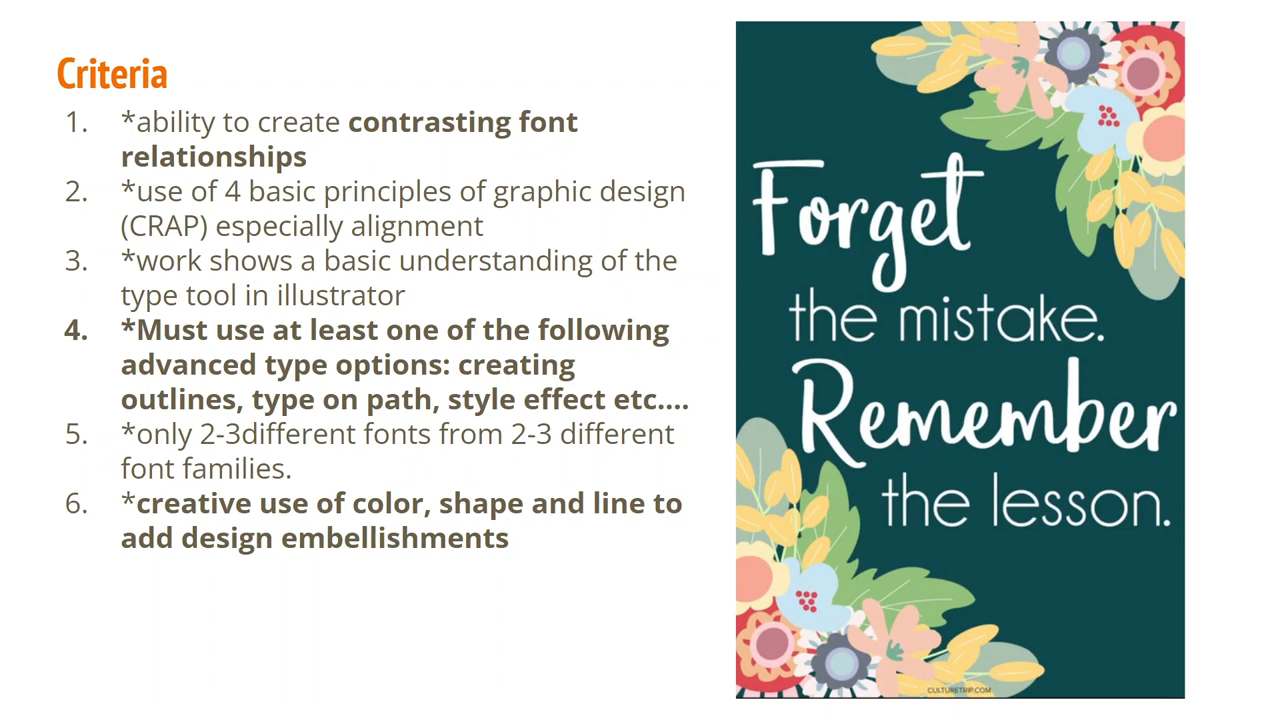 Criteria
1. *ability to create contrasting font
relationships
2. *use of 4 basic principles of graphic design
(CRAP) especially alignment
3. *work shows a basic understanding of the
type tool in illustrator
4. *Must use at least one of the following
advanced type options: creating
outlines, type on path, style effect etc....
5. *only 2-3different fonts from 2-3 different
font families.
6. *creative use of color, shape and line to
add design embellishments
Forget
the mistake.
Remember
the lesson.
CULTURETRIP.COM